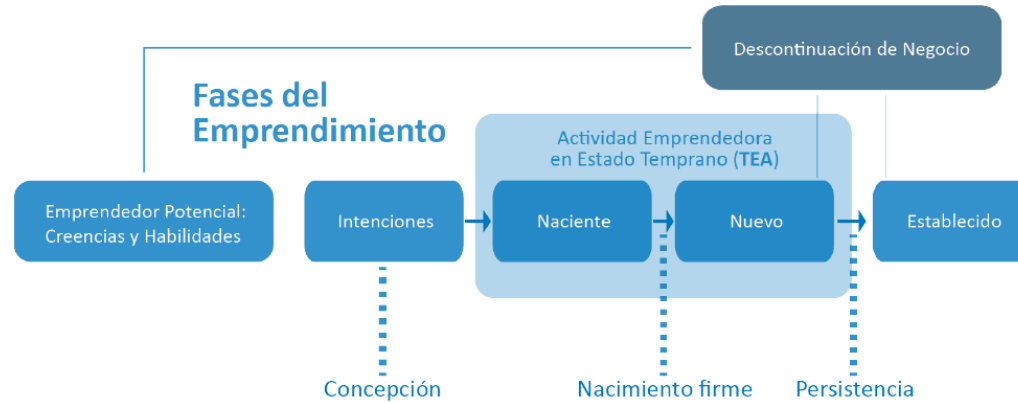 Descontinuación de Negocio
Fases del
Emprendimiento
Actividad Emprendedora
en Estado Temprano (TEA)
Emprendedor Potencial:
Creencias y Habilidades
Intenciones
Naciente
Nuevo
Establecido
Concepción
Nacimiento firme
Persistencia